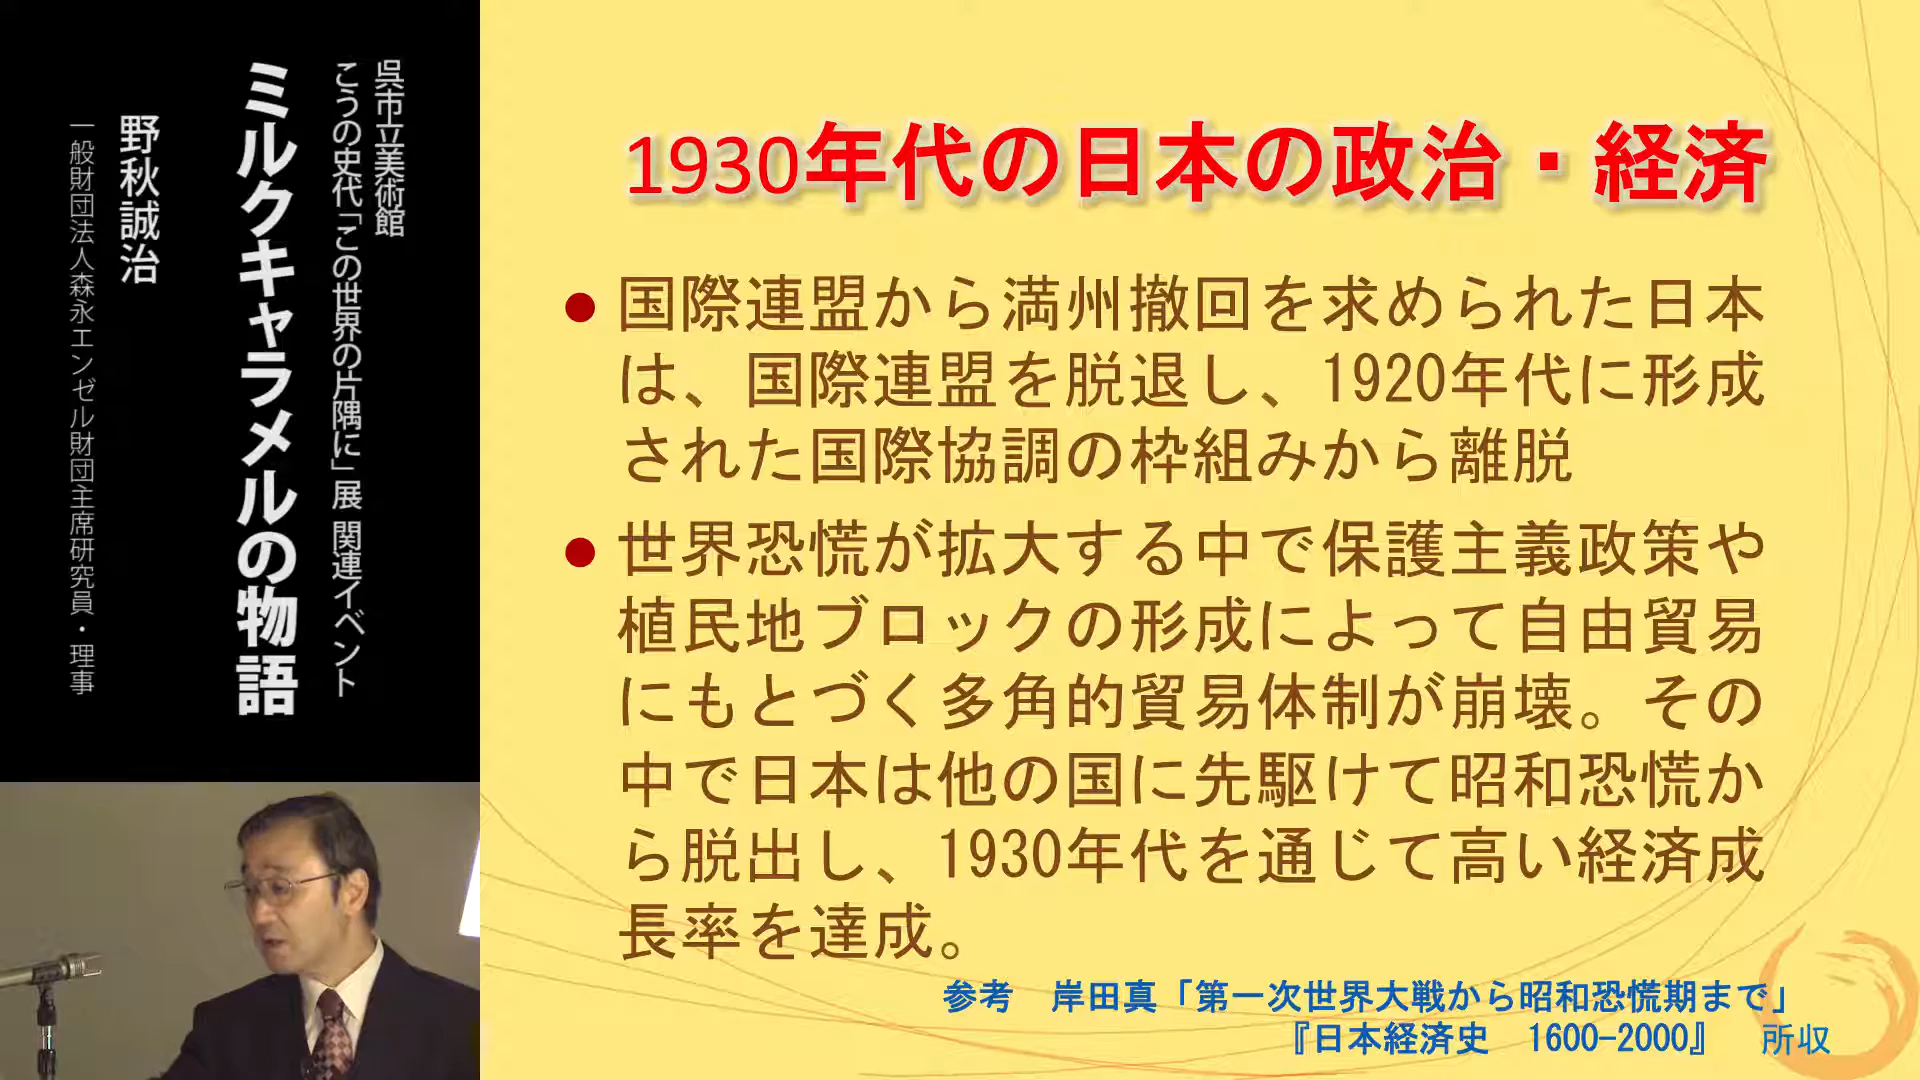 呉市立美術館
こうの史代「この世界の片隅に」展 関連イベント
ミルクキャラメルの物語
野秋誠治
一般財団法人森永エンゼル財団主席研究員・理事
1930年代の日本の政治・経済
●国際連盟から満州撤回を求められた日本
は、国際連盟を脱退し、1920年代に形成
された国際協調の枠組みから離脱
●世界恐慌が拡大する中で保護主義政策や
植民地ブロックの形成によって自由貿易
にもとづく多角的貿易体制が崩壊。その
中で日本は他の国に先駆けて昭和恐慌か
ら脱出し、1930年代を通じて高い経済成
長率を達成。
参考　岸田真「第一次世界大戦から昭和恐慌期まで」
『日本経済史　1600-2000』　所収